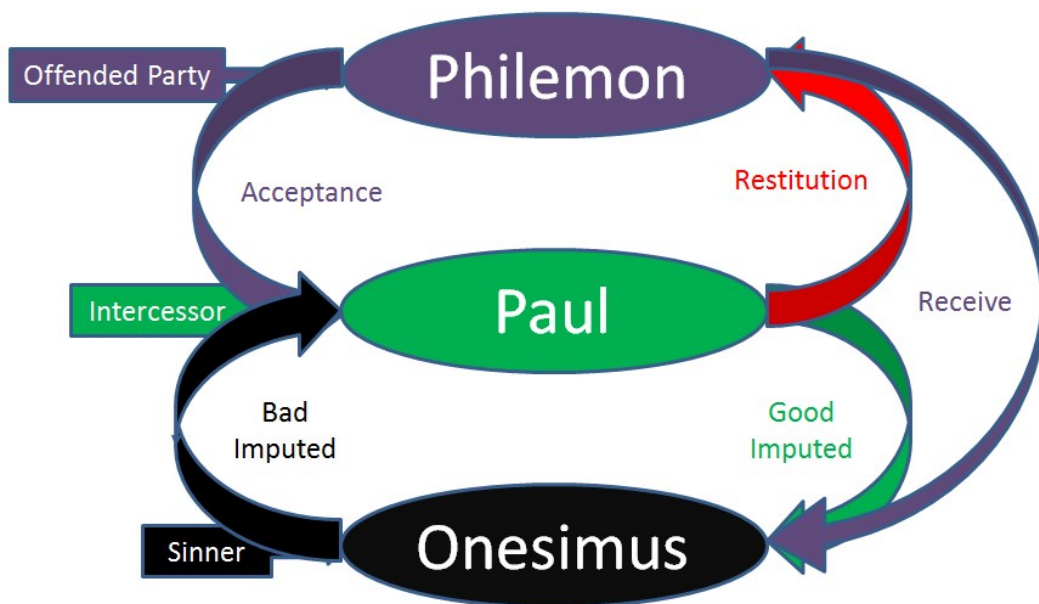 Philemon
Offended Party
Acceptance
Restitution
Intercessor
Paul
Receive
Bad
Imputed
Good
Imputed
Sinner
Onesimus